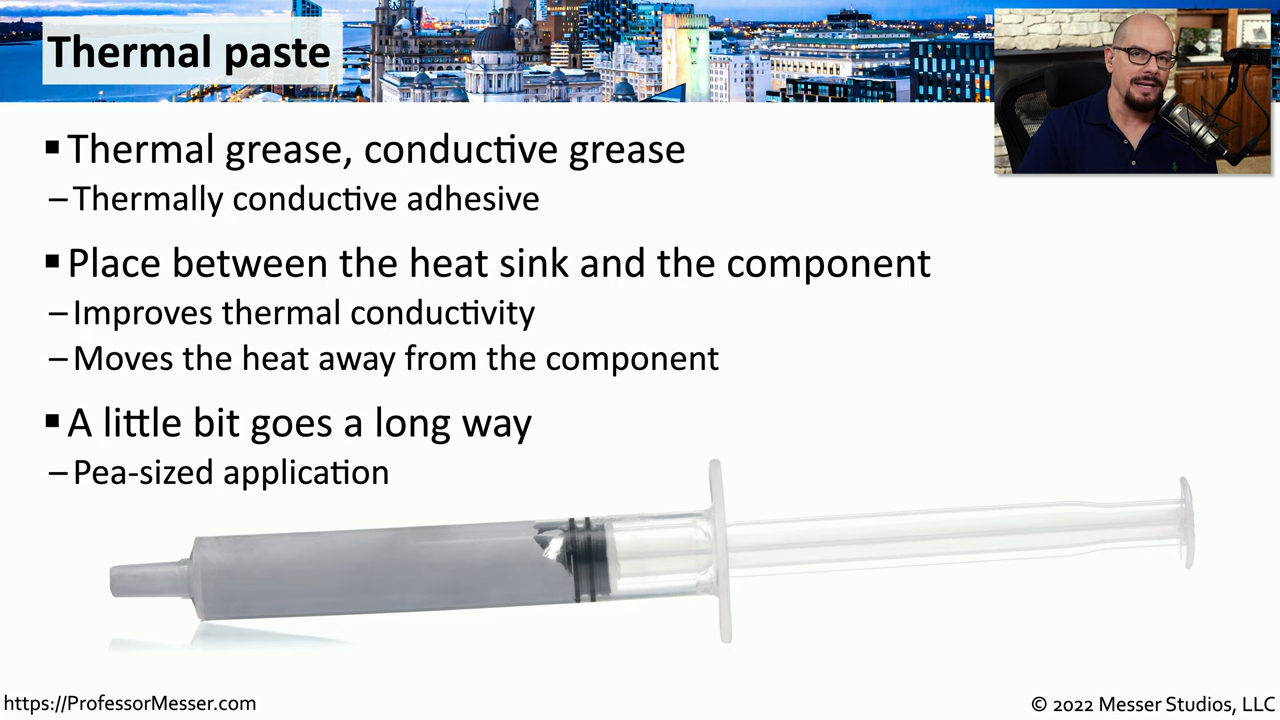 Thermal paste
▪ Thermal grease, conductive grease
– Thermally conductive adhesive
▪ Place between the heat sink and the component
– Improves thermal conductivity
– Moves the heat away from the component
▪ A little bit goes a long way
– Pea-sized application
https://ProfessorMesser.com
© 2022 Messer Studios, LLC